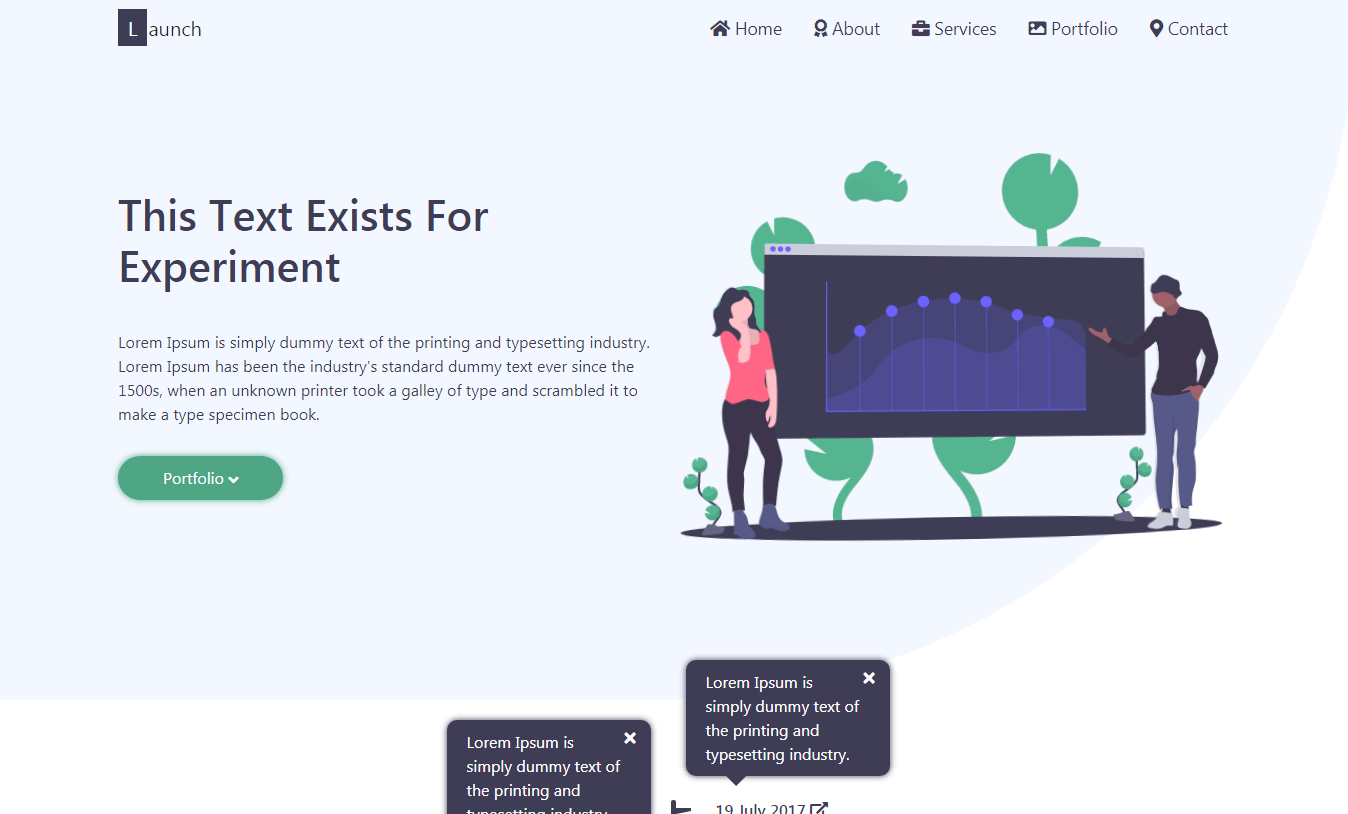 Launch
Home About Services Portfolio Contact
This Text Exists For
Experiment
Lorem Ipsum is simply dummy text of the printing and typesetting industry.
Lorem Ipsum has been the industry's standard dummy text ever since the
1500s, when an unknown printer took a galley of type and scrambled it to
make a type specimen book.
Portfolio
Lorem Ipsum is
simply dummy text of
the printing and
typesetting industry.
Lorem Ipsum is
simply dummy text of
the printing and
typesetting industry.
19 July 2017